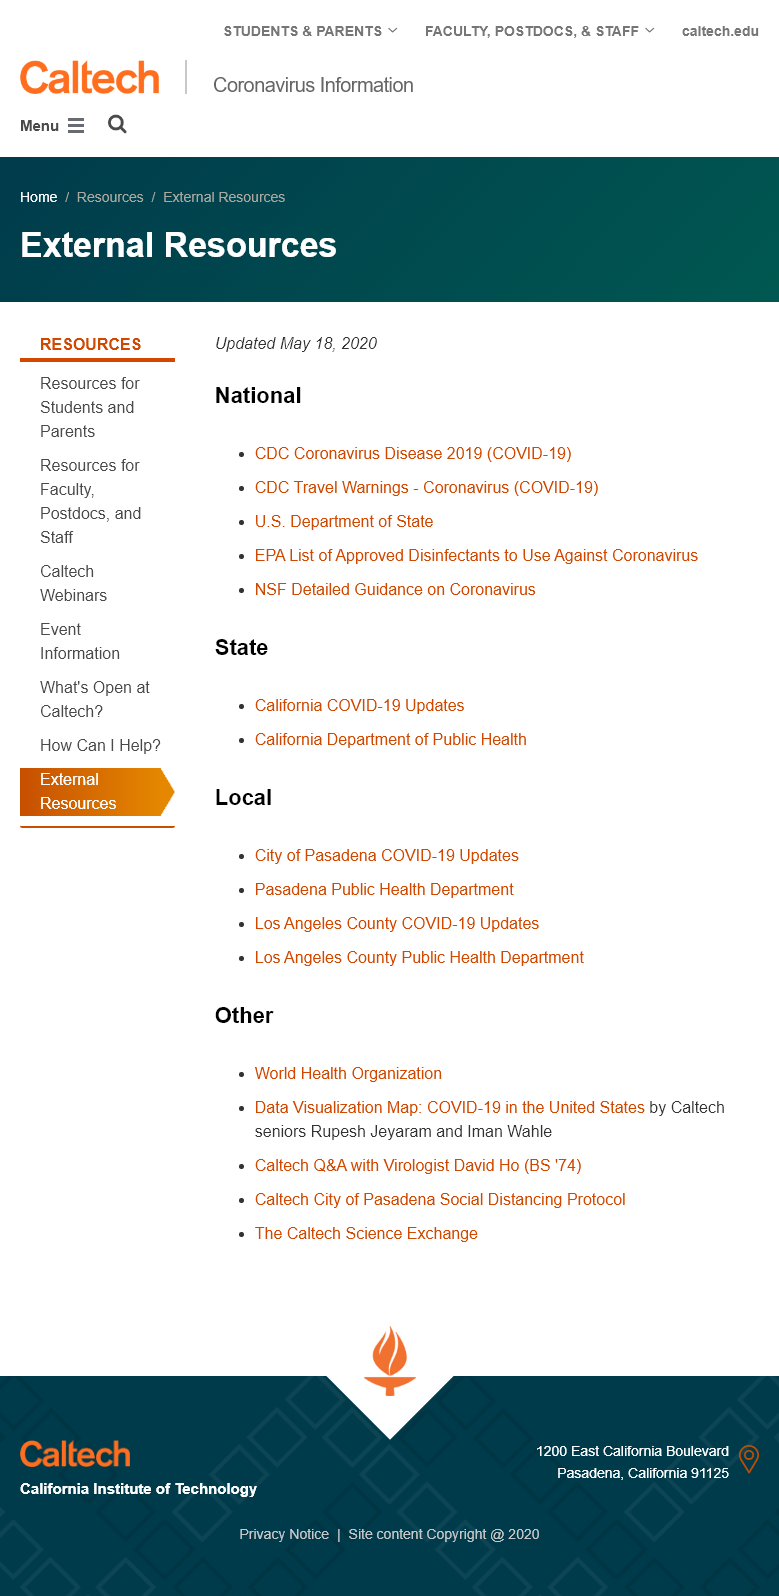 STUDENTS & PARENTS FACULTY, POSTDOCS, & STAFF caltech.edu
Caltech Coronavirus Information
Menu
Home / Resources / External Resources
External Resources
RESOURCES
Resources for
Students and
Parents
Resources for
Faculty,
Postdocs, and
Staff
Caltech
Webinars
Event
Information
What's Open at
Caltech?
How Can I Help?
External
Resources
Updated May 18, 2020
National
• CDC Coronavirus Disease 2019 (COVID-19)
• CDC Travel Warnings - Coronavirus (COVID-19)
• U.S. Department of State
• EPA List of Approved Disinfectants to Use Against Coronavirus
• NSF Detailed Guidance on Coronavirus
State
• California COVID-19 Updates
• California Department of Public Health
Local
• City of Pasadena COVID-19 Updates
• Pasadena Public Health Department
• Los Angeles County COVID-19 Updates
• Los Angeles County Public Health Department
Other
• World Health Organization
• Data Visualization Map: COVID-19 in the United States by Caltech
seniors Rupesh Jeyaram and Iman Wahle
• Caltech Q&A with Virologist David Ho (BS '74)
• Caltech City of Pasadena Social Distancing Protocol
• The Caltech Science Exchange
Caltech
California Institute of Technology
1200 East California Boulevard
Pasadena, California 91125
Privacy Notice | Site content Copyright @ 2020